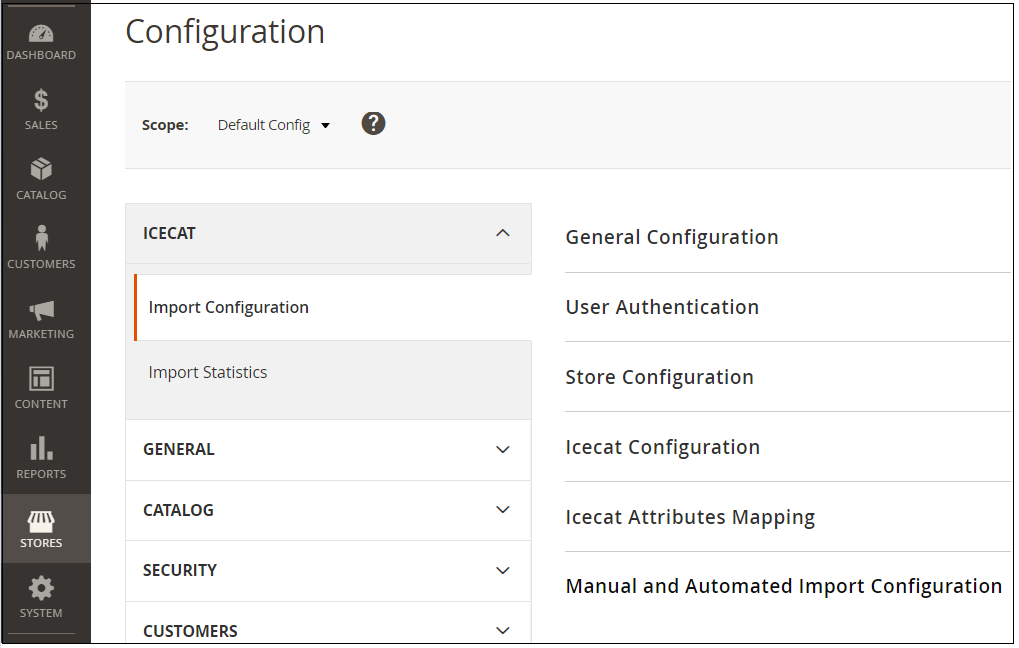 DASHBOARD
SALES
CATALOG
CUSTOMERS
MARKETING
CONTENT
REPORTS
STORES
SYSTEM
Configuration
Scope: Default Config ?
ICECAT
Import Configuration
Import Statistics
GENERAL
CATALOG
SECURITY
CUSTOMERS
General Configuration
User Authentication
Store Configuration
Icecat Configuration
Icecat Attributes Mapping
Manual and Automated Import Configuration